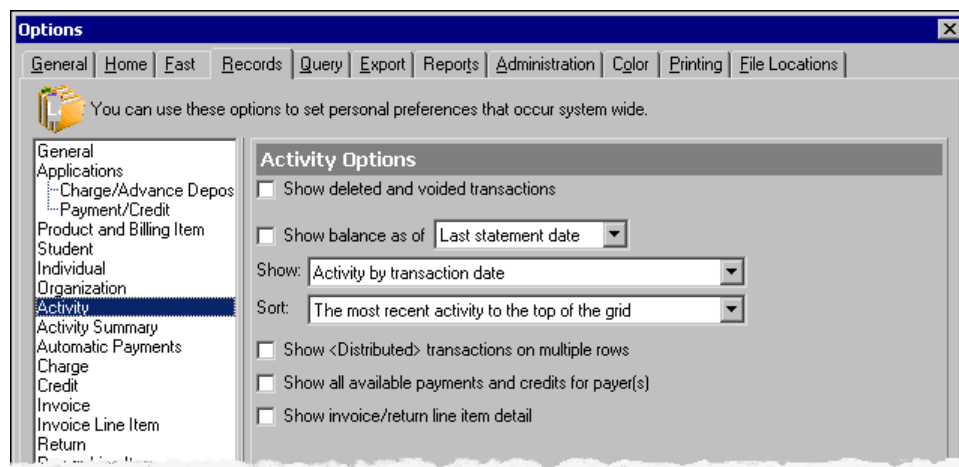 Options
General Home Fast Records Query Export Reports Administration Color Printing File Locations
You can use these options to set personal preferences that occur system wide.
General
Applications
Charge/Advance Depos
Payment/Credit
Product and Billing Item
Student
Individual
Organization
Activity
Activity Summary
Automatic Payments
Charge
Credit
Invoice
Invoice Line Item
Return
Activity Options
Show deleted and voided transactions
Show balance as of Last statement date
Show: Activity by transaction date
Sort: The most recent activity to the top of the grid
Show <Distributed> transactions on multiple rows
Show all available payments and credits for payer(s)
Show invoice/return line item detail